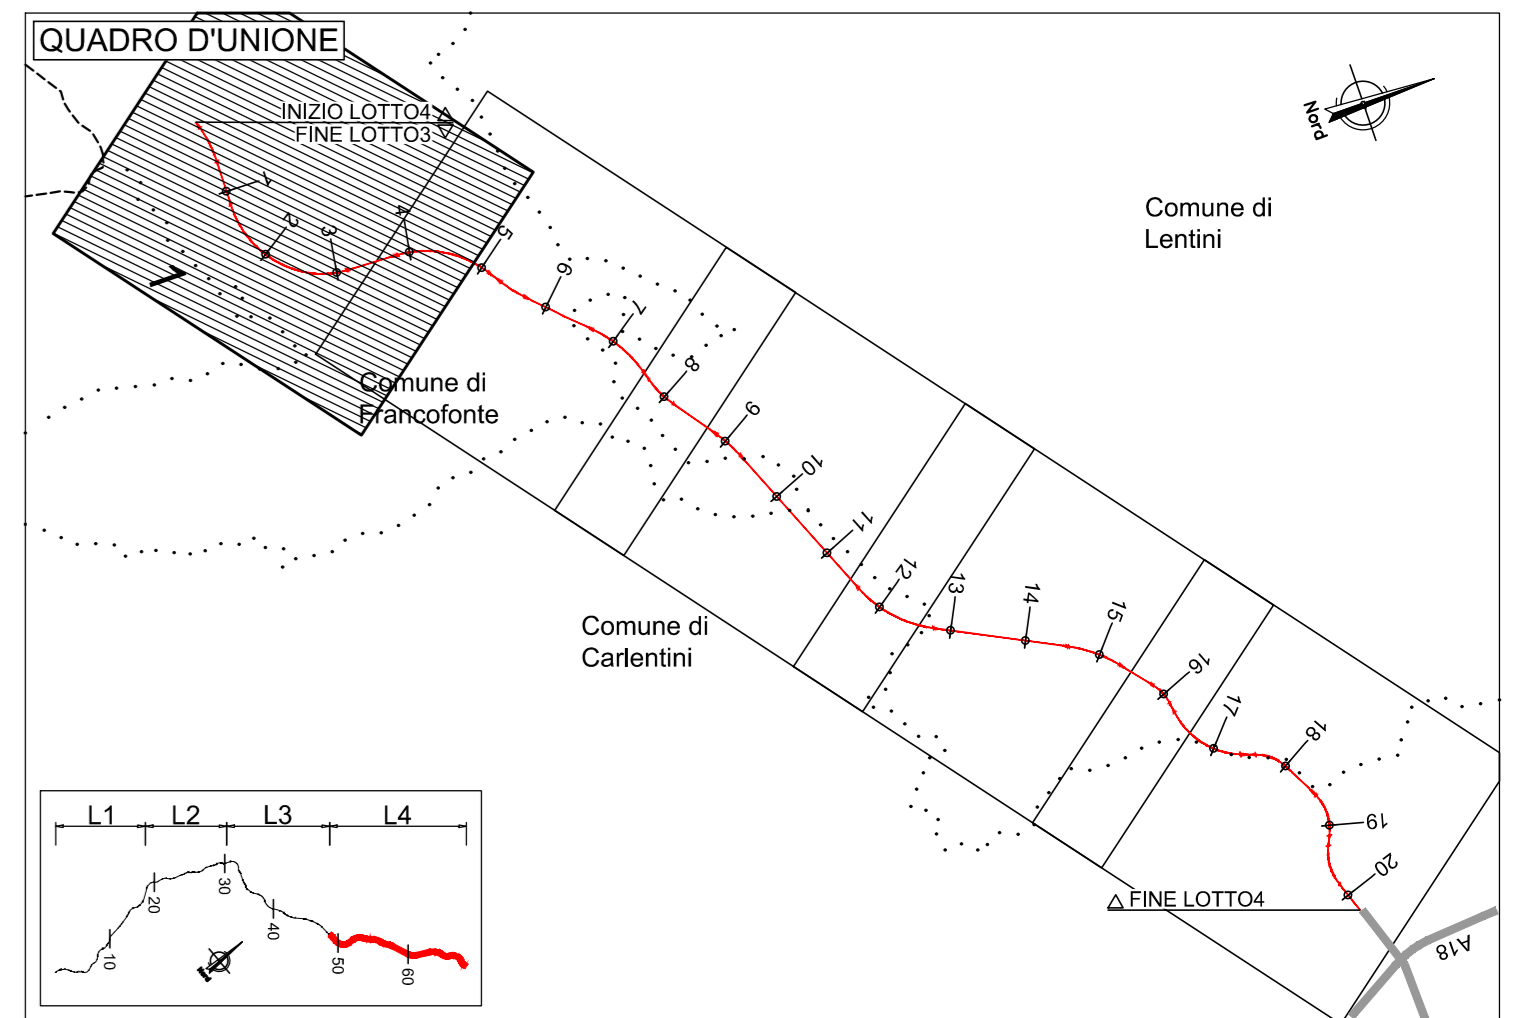 QUADRO D'UNIONE
INIZIO LOTTO4
FINE LOTTO3
Nord
Comune di
Lentini
1
2
3
4
5
6
7
8
9
10
11
12
13
14
15
16
17
18
19
20
Comune di
Francofonte
Comune di
Carlentini
FINE LOTTO4
A18
L1 L2 L3 L4
10
20
30
40
50
60
Nord